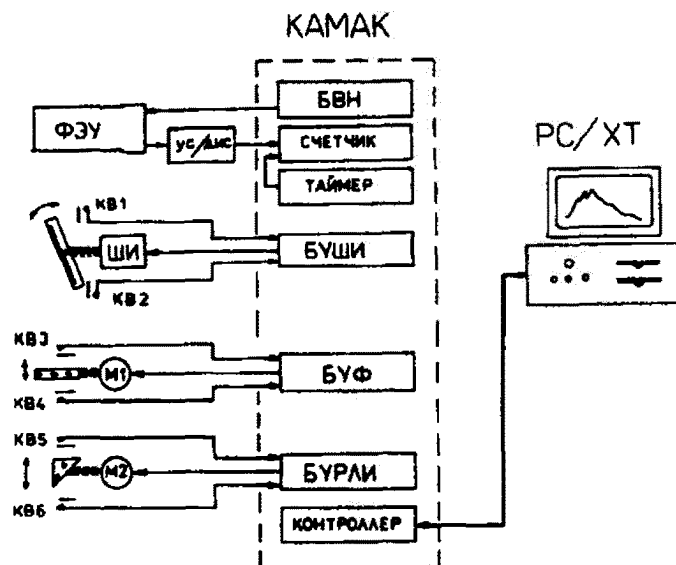 КАМАК
БВН
ФЭУ
УС/ДИС
СЧЕТЧИК
ТАЙМЕР
PC/XT
КВ1
ШИ
БУШИ
КВ2
КВ3
М1
БУФ
КВ4
КВ5
М2
БУРЛИ
КВ6
КОНТРОЛЛЕР